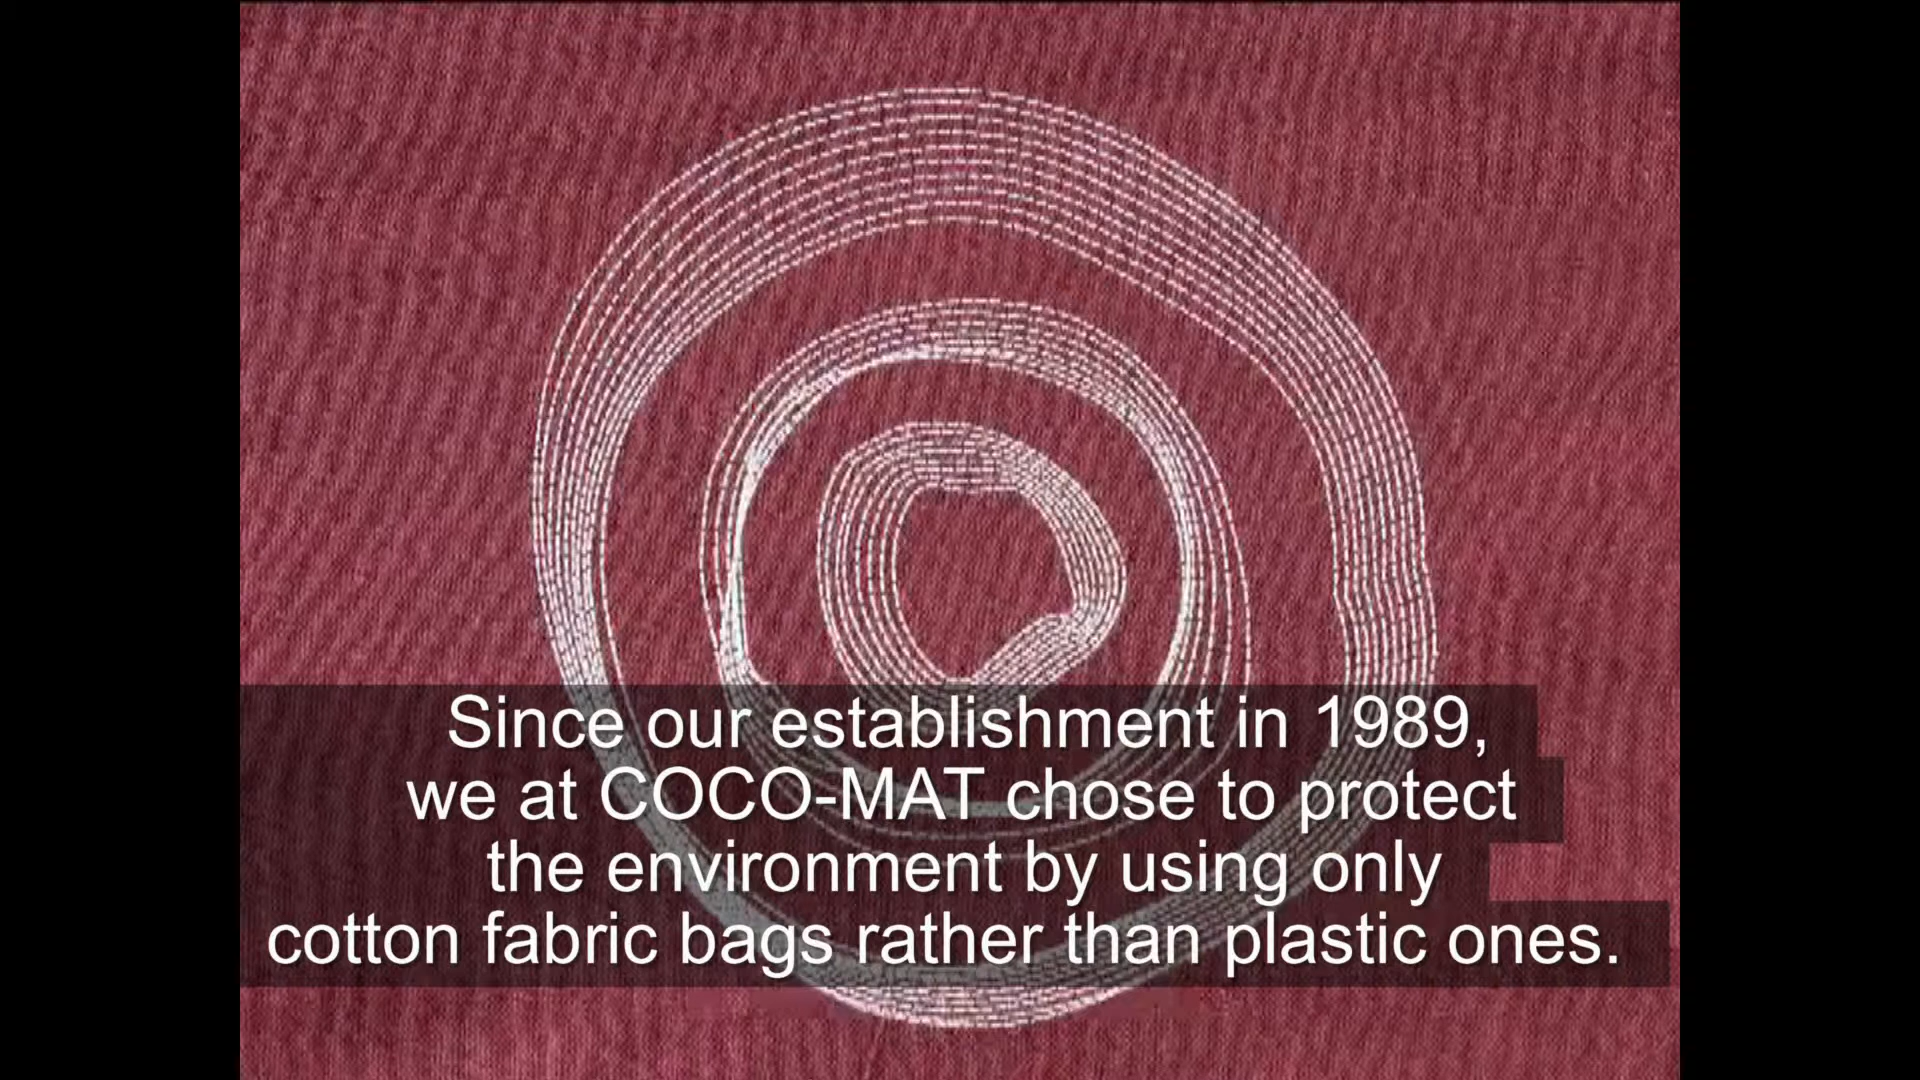 Since our establishment in 1989,
we at COCO-MAT chose to protect
the environment by using only
cotton fabric bags rather than plastic ones.